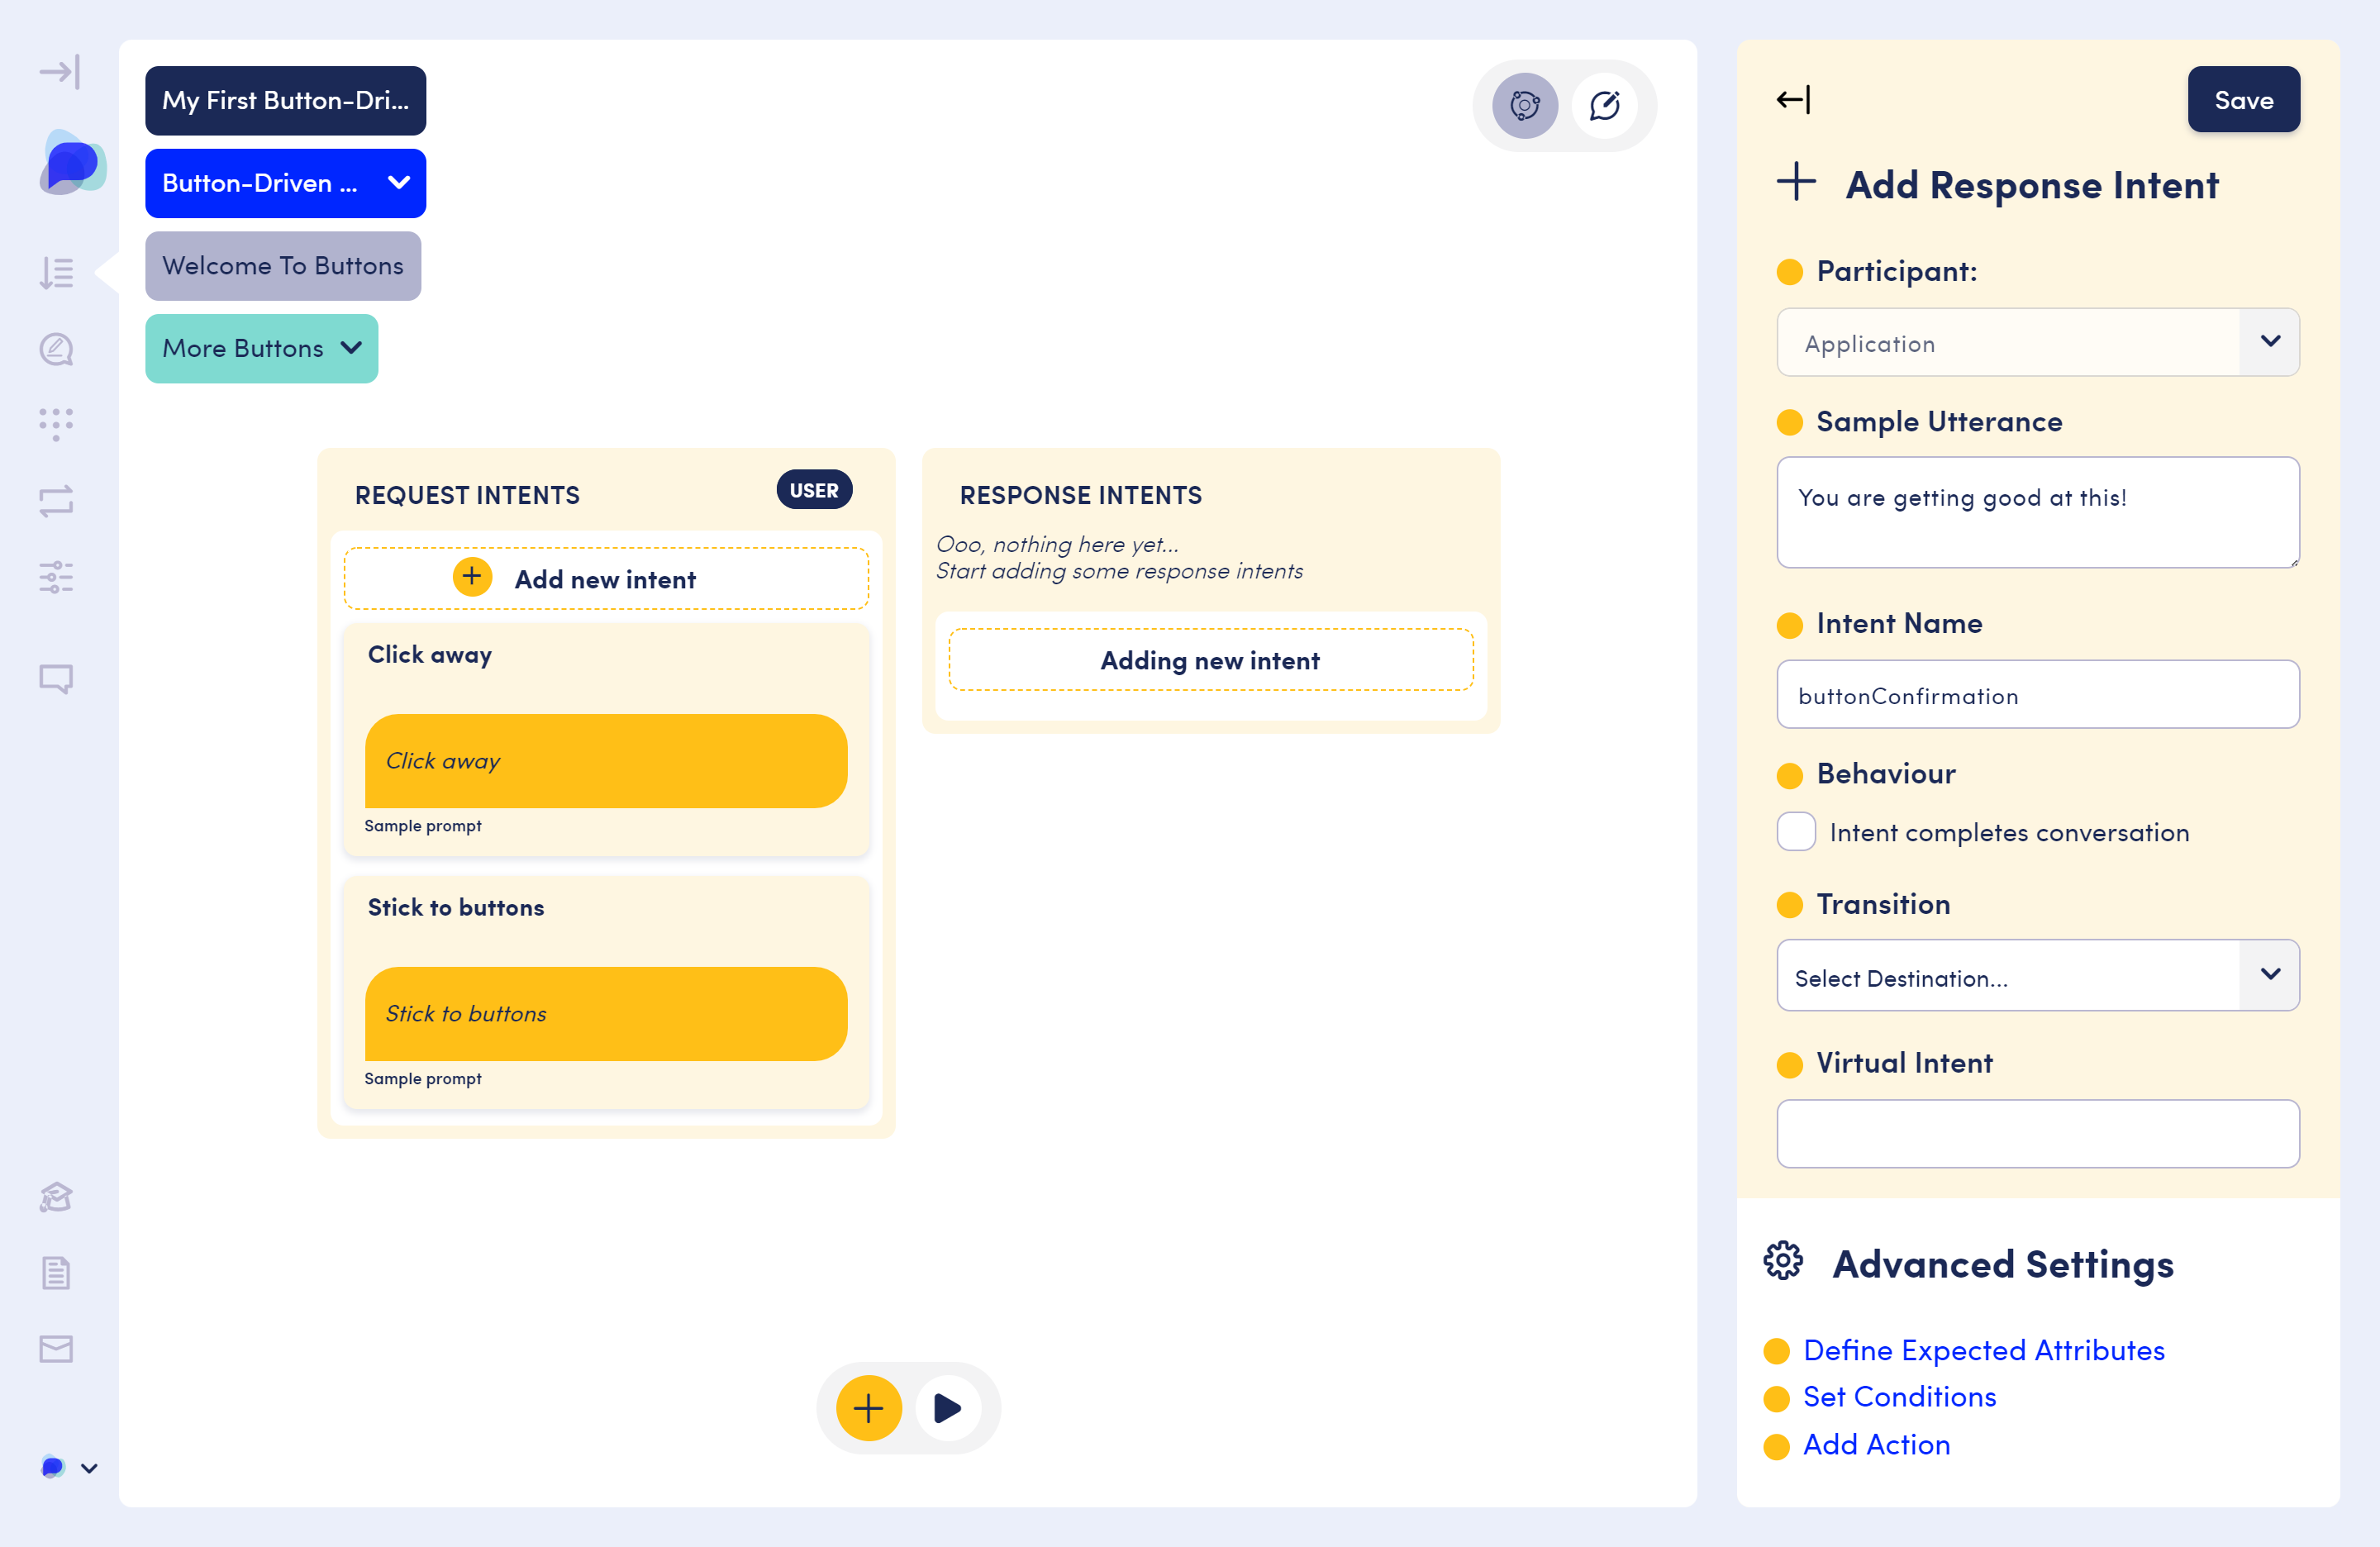 My First Button-Dri...
Button-Driven ...
Welcome To Buttons
More Buttons
REQUEST INTENTS
USER
Add new intent
Click away
Click away
Sample prompt
Stick to buttons
Stick to buttons
Sample prompt
RESPONSE INTENTS
Ooo, nothing here yet...
Start adding some response intents
Adding new intent
Save
Add Response Intent
Participant:
Application
Sample Utterance
You are getting good at this!
Intent Name
buttonConfirmation
Behaviour
Intent completes conversation
Transition
Select Destination...
Virtual Intent
Advanced Settings
Define Expected Attributes
Set Conditions
Add Action